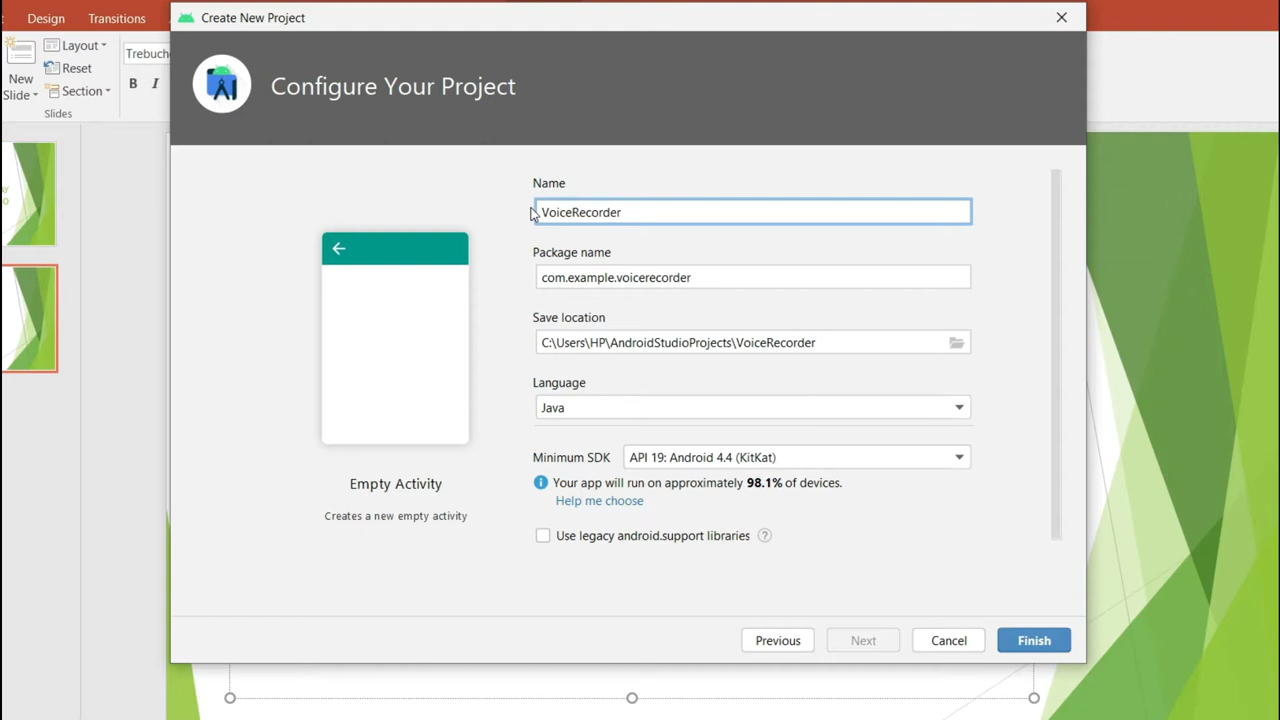 Create New Project
Design
Transitions
Layout
Trebuch
Reset
New
Slide
Section
B
I
Slides
Configure Your Project
Name
VoiceRecorder
Package name
com.example.voicerecorder
Save location
C:\Users\HP\AndroidStudioProjects\VoiceRecorder
Language
Java
Minimum SDK
API 19: Android 4.4 (KitKat)
Your app will run on approximately 98.1% of devices.
Help me choose
Use legacy android.support libraries
?
Empty Activity
Creates a new empty activity
Previous
Next
Cancel
Finish